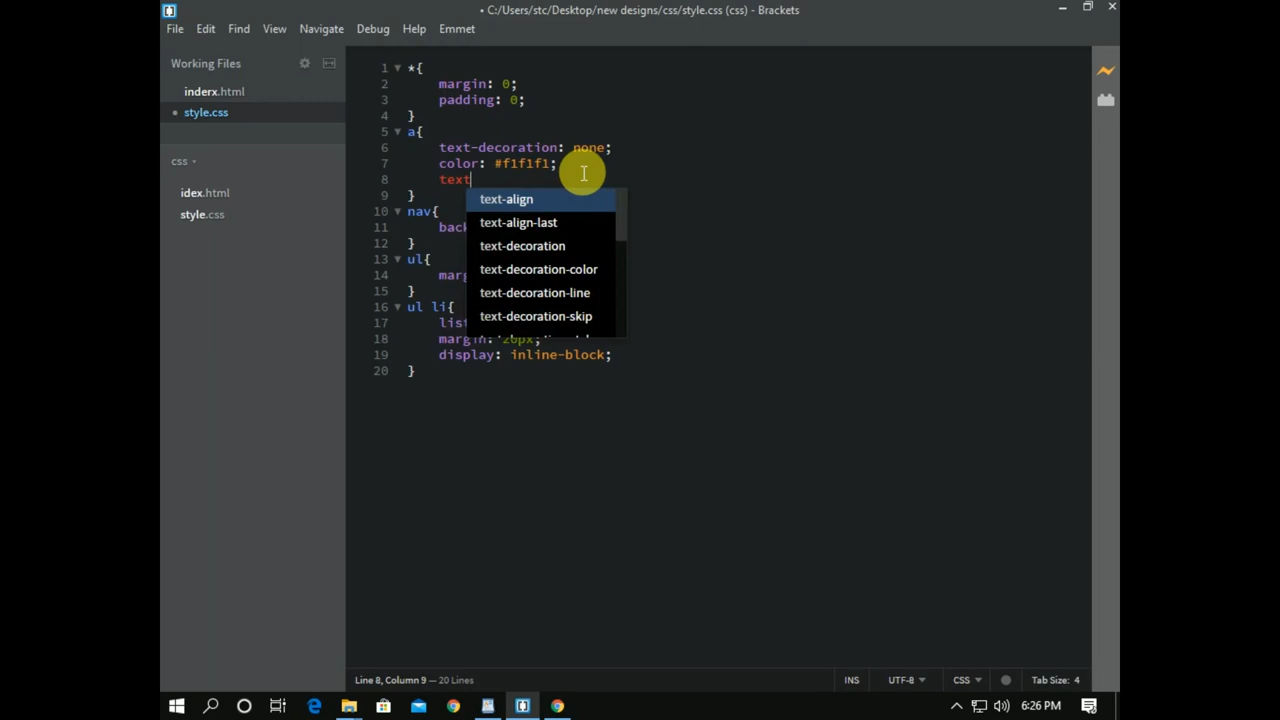 • C:/Users/stc/Desktop/new designs/css/style.css (css) - Brackets
File Edit Find View Navigate Debug Help Emmet
Working Files
inderx.html
• style.css
css
idex.html
style.css
1 *{
2 margin: 0;
3 padding: 0;
4 }
5 a{
6 text-decoration: none;
7 color: #f1f1f1;
8 text
9 }
10 nav{
11 back
12 }
13 ul{
14 marg
15 }
16 ul li{
17 list
18 margin: 20px;
19 display: inline-block;
20 }
text-align
text-align-last
text-decoration
text-decoration-color
text-decoration-line
text-decoration-skip
Line 8, Column 9 — 20 Lines
INS UTF-8 CSS Tab Size: 4
6:26 PM